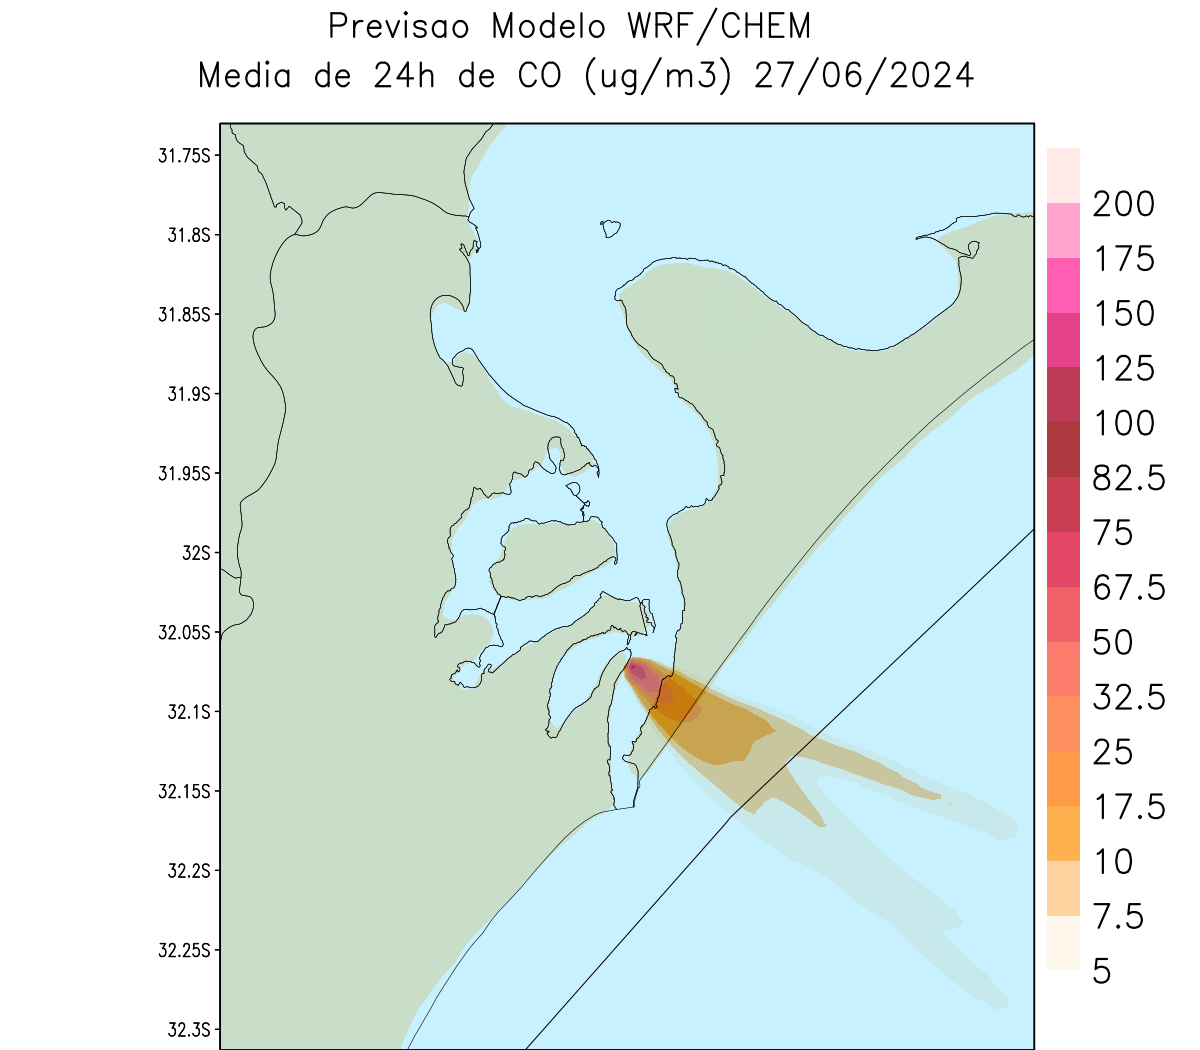 Previsao Modelo WRF/CHEM
Media de 24h de CO (ug/m3) 27/06/2024
31.75S
31.8S
31.85S
31.9S
31.95S
32S
32.05S
32.1S
32.15S
32.2S
32.25S
32.3S
200
175
150
125
100
82.5
75
67.5
50
32.5
25
17.5
10
7.5
5